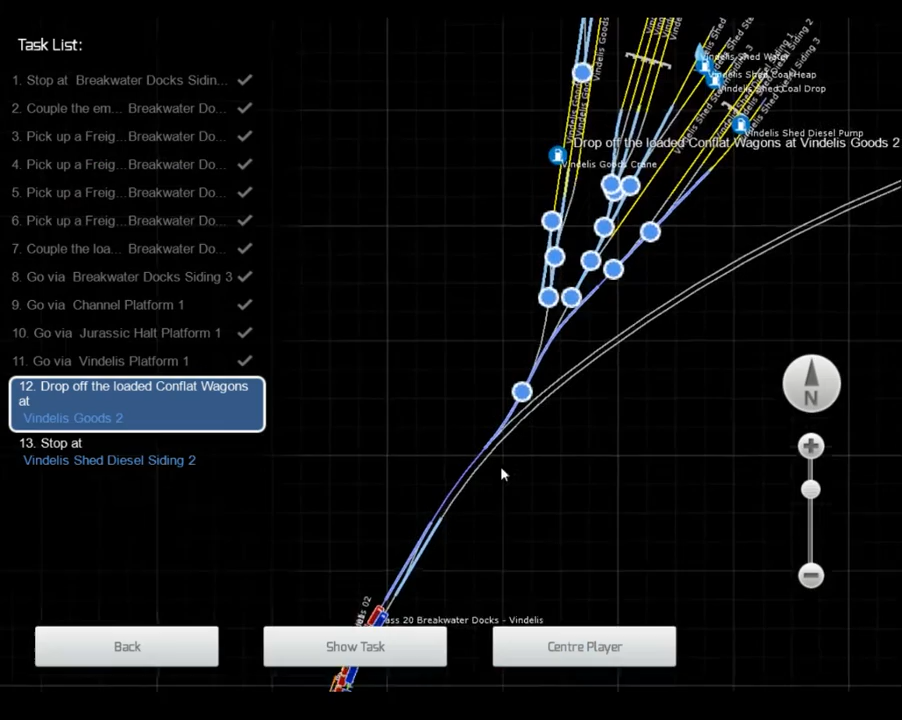 Task List:
1. Stop at Breakwater Docks Sidin...
2. Couple the em... Breakwater Do...
3. Pick up a Freig...Breakwater Do...
4. Pick up a Freig...Breakwater Do...
5. Pick up a Freig...Breakwater Do...
6. Pick up a Freig...Breakwater Do...
7. Couple the loa... Breakwater Do...
8. Go via Breakwater Docks Siding 3
9. Go via Channel Platform 1
10. Go via Jurassic Halt Platform 1
11. Go via Vindelis Platform 1
12. Drop off the loaded Conflat Wagons
at
Vindelis Goods 2
13. Stop at
Vindelis Shed Diesel Siding 2
Vindelis Goods
Shed Water
Vindelis Shed Coal Heap
Vindelis Shed Coal Drop
Vindelis Shed Diesel Pump
Drop off the loaded Conflat Wagons at Vindelis Goods 2
Vindelis Goods Crane
N
ass 20 Breakwater Docks - Vindelis
Back
Show Task
Centre Player